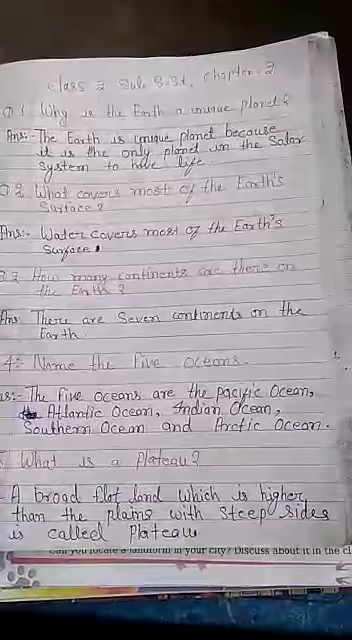 Class 3 Sub S.St. Chapter-2
Q.1 Why is the Earth a unique planet?
Ans:- The Earth is unique planet because
it is the only planet in the Solar
System to have life.
Q.2 What covers most of the Earth's
Surface?
Ans:- Water covers most of the Earth's
Surface.
Q.3 How many continents are there on
the Earth?
Ans: There are Seven continents on the
Earth.
4:- Name the five oceans.
ns:- The five oceans are the pacific Ocean,
Atlantic Ocean, Indian Ocean,
Southern Ocean and Arctic Ocean.
What is a Plateau?
A broad flat land which is higher
than the plains with steep sides
is called Plateau
Can you locate a landform in your city? Discuss about it in the cl